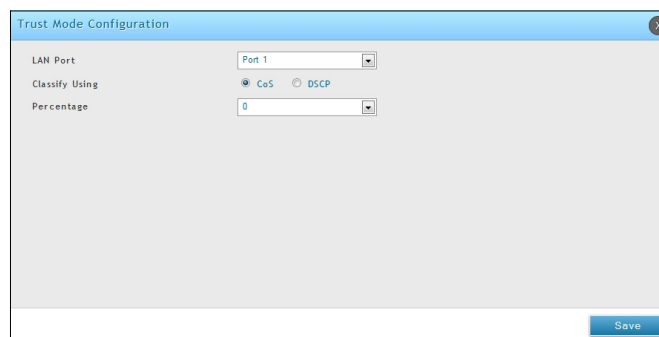 Trust Mode Configuration
LAN Port Port 1
Classify Using CoS DSCP
Percentage 0
Save